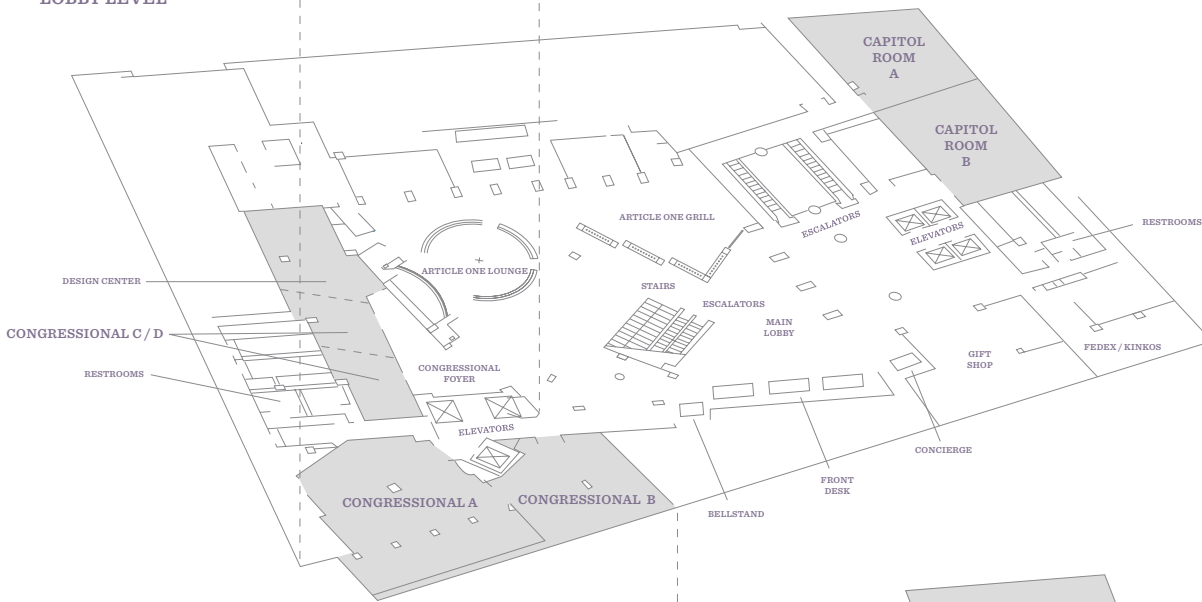 LOBBY LEVEL
CAPITOL
ROOM
A
CAPITOL
ROOM
B
ARTICLE ONE GRILL
ESCALATORS
ELEVATORS
RESTROOMS
ARTICLE ONE LOUNGE
DESIGN CENTER
STAIRS
ESCALATORS
MAIN
LOBBY
CONGRESSIONAL C / D
RESTROOMS
CONGRESSIONAL
FOYER
GIFT
SHOP
FEDEX / KINKOS
ELEVATORS
CONCIERGE
FRONT
DESK
CONGRESSIONAL A
CONGRESSIONAL B
BELLSTAND